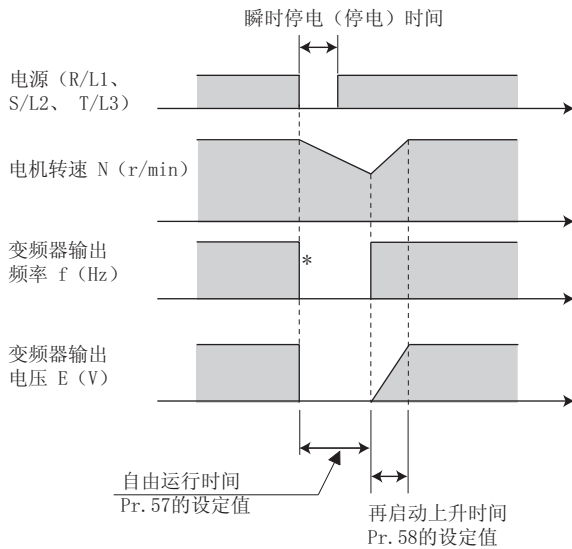 瞬时停电（停电）时间
电源（R/L1、
S/L2、 T/L3）
电机转速 N（r/min）
变频器输出
频率 f（Hz）
*
变频器输出
电压 E（V）
自由运行时间
Pr.57的设定值
再启动上升时间
Pr.58的设定值